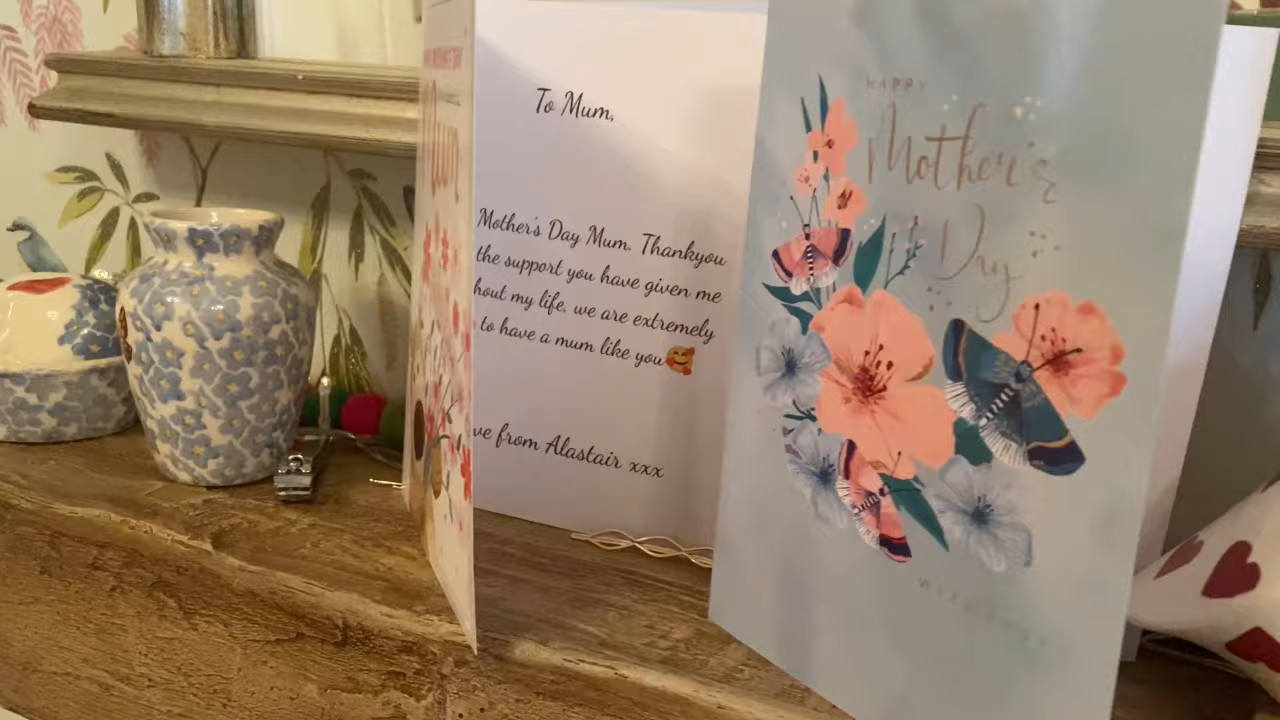 Mum
To Mum,
Mother's Day Mum. Thankyou
the support you have given me
hout my life, we are extremely
to have a mum like you🥰
ve from Alastair xxx
HAPPY
Mother's
Day